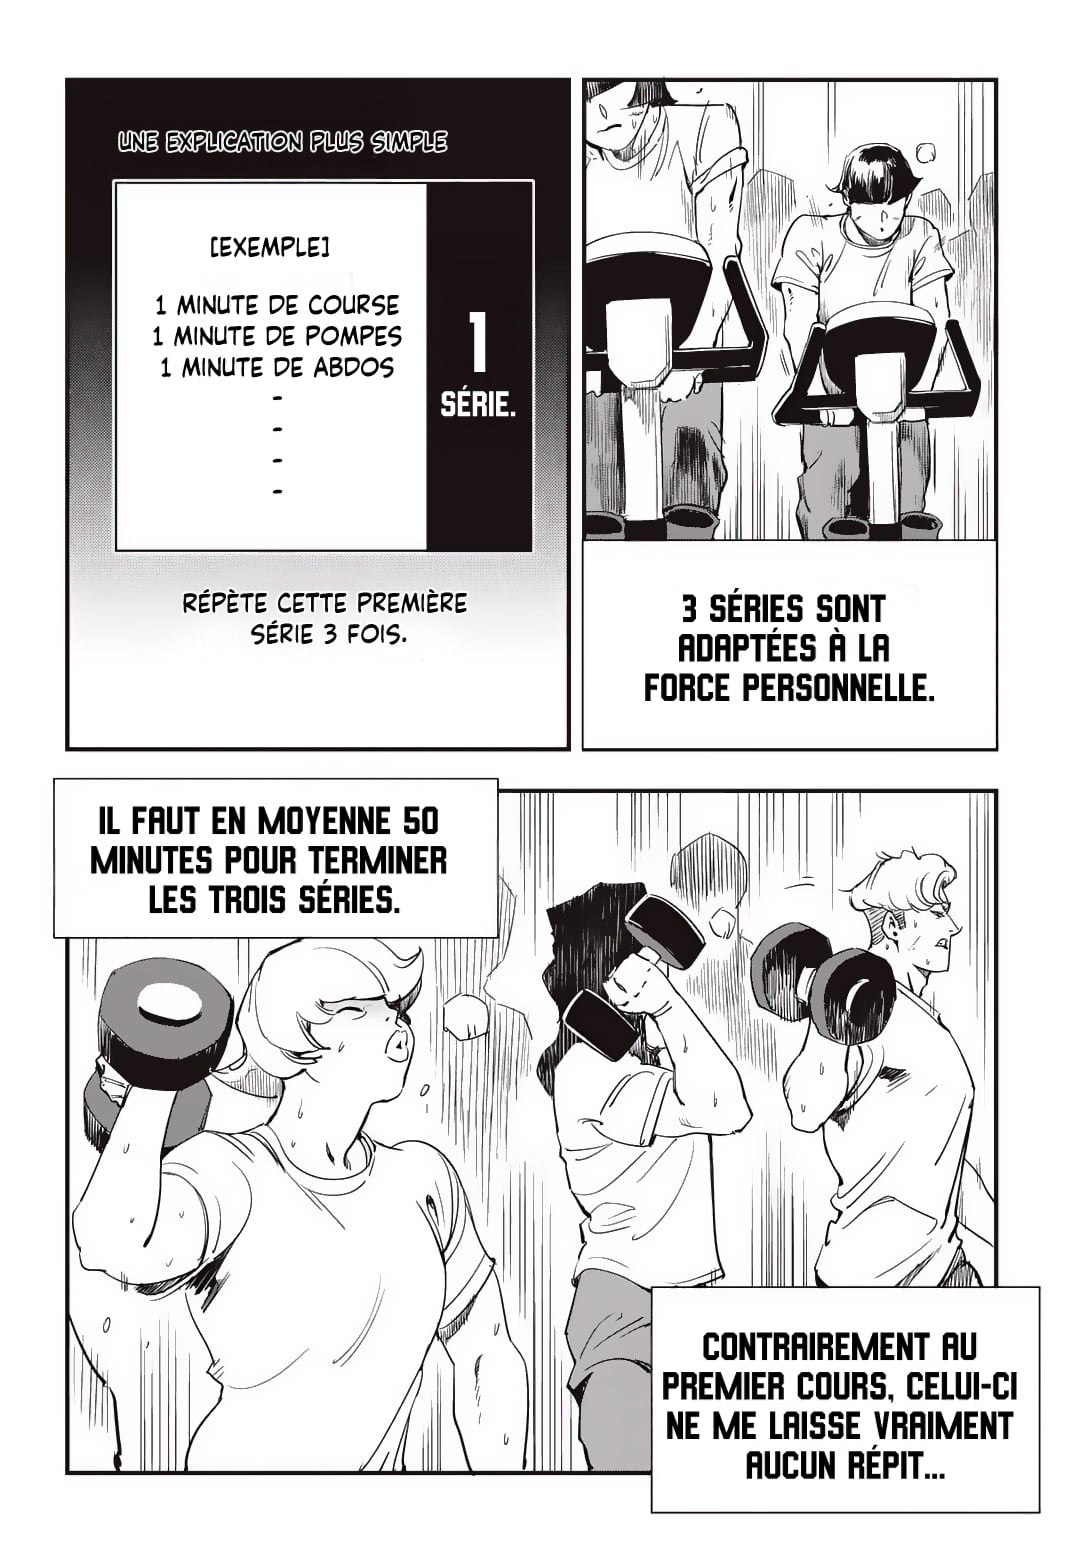 UNE EXPLICATION PLUS SIMPLE
[EXEMPLE]
1 MINUTE DE COURSE
1 MINUTE DE POMPES
1 MINUTE DE ABDOS
-
-
-
-
1
SÉRIE.
RÉPÈTE CETTE PREMIÈRE
SÉRIE 3 FOIS.
3 SÉRIES SONT
ADAPTÉES À LA
FORCE PERSONNELLE.
IL FAUT EN MOYENNE 50
MINUTES POUR TERMINER
LES TROIS SÉRIES.
CONTRAIREMENT AU
PREMIER COURS, CELUI-CI
NE ME LAISSE VRAIMENT
AUCUN RÉPIT...